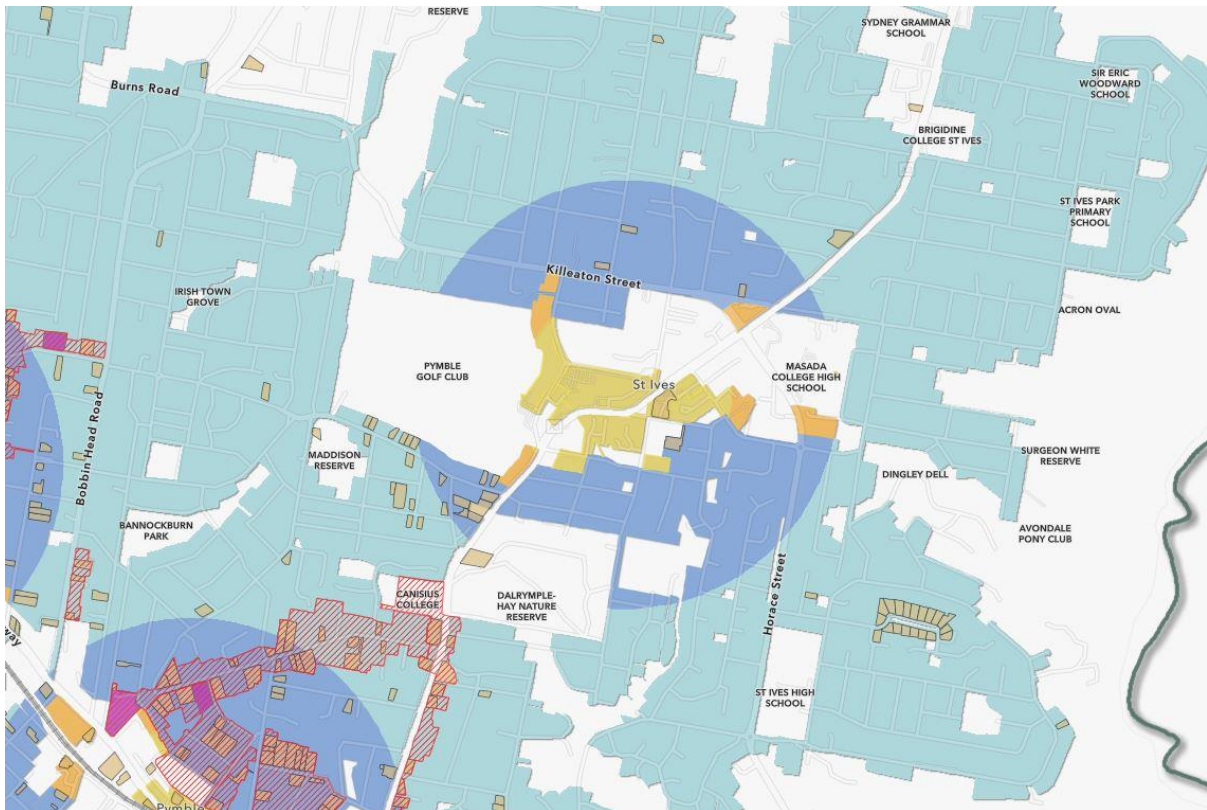 RESERVE
SYDNEY GRAMMAR
SCHOOL
Burns Road
SIR ERIC
WOODWARD
SCHOOL
BRIGIDINE
COLLEGE ST IVES
ST IVES PARK
PRIMARY
SCHOOL
Killeaton Street
IRISH TOWN
GROVE
ACRON OVAL
PYMBLE
GOLF CLUB
St Ives
MASADA
COLLEGE HIGH
SCHOOL
Bobbin Head Road
MADDISON
RESERVE
DINGLEY DELL
SURGEON WHITE
RESERVE
BANNOCKBURN
PARK
AVONDALE
PONY CLUB
CANISIUS
COLLEGE
DALRYMPLE-
HAY NATURE
RESERVE
Horace Street
way
ST IVES HIGH
SCHOOL
Pymble